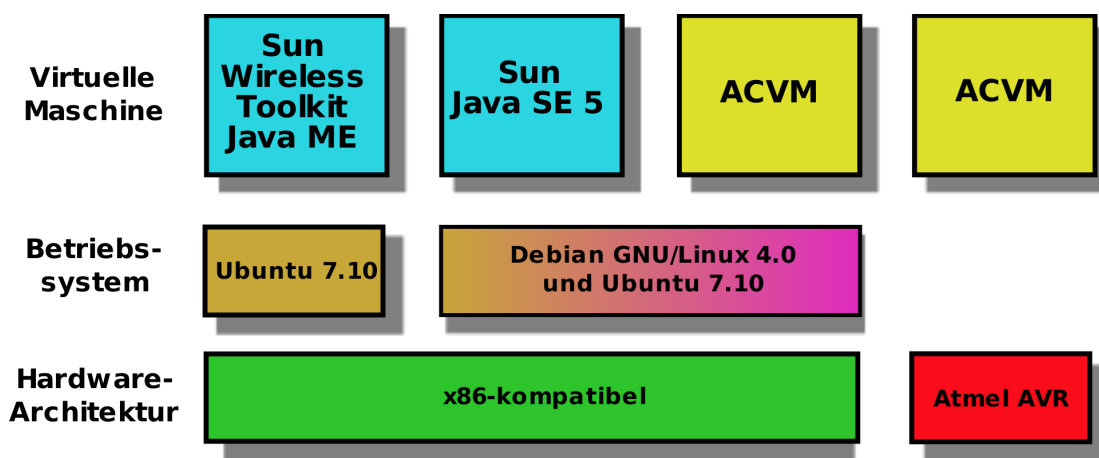 Virtuelle
Maschine
Sun
Wireless
Toolkit
Java ME
Sun
Java SE 5
ACVM
ACVM
Betriebs-
system
Ubuntu 7.10
Debian GNU/Linux 4.0
und Ubuntu 7.10
Hardware-
Architektur
x86-kompatibel
Atmel AVR